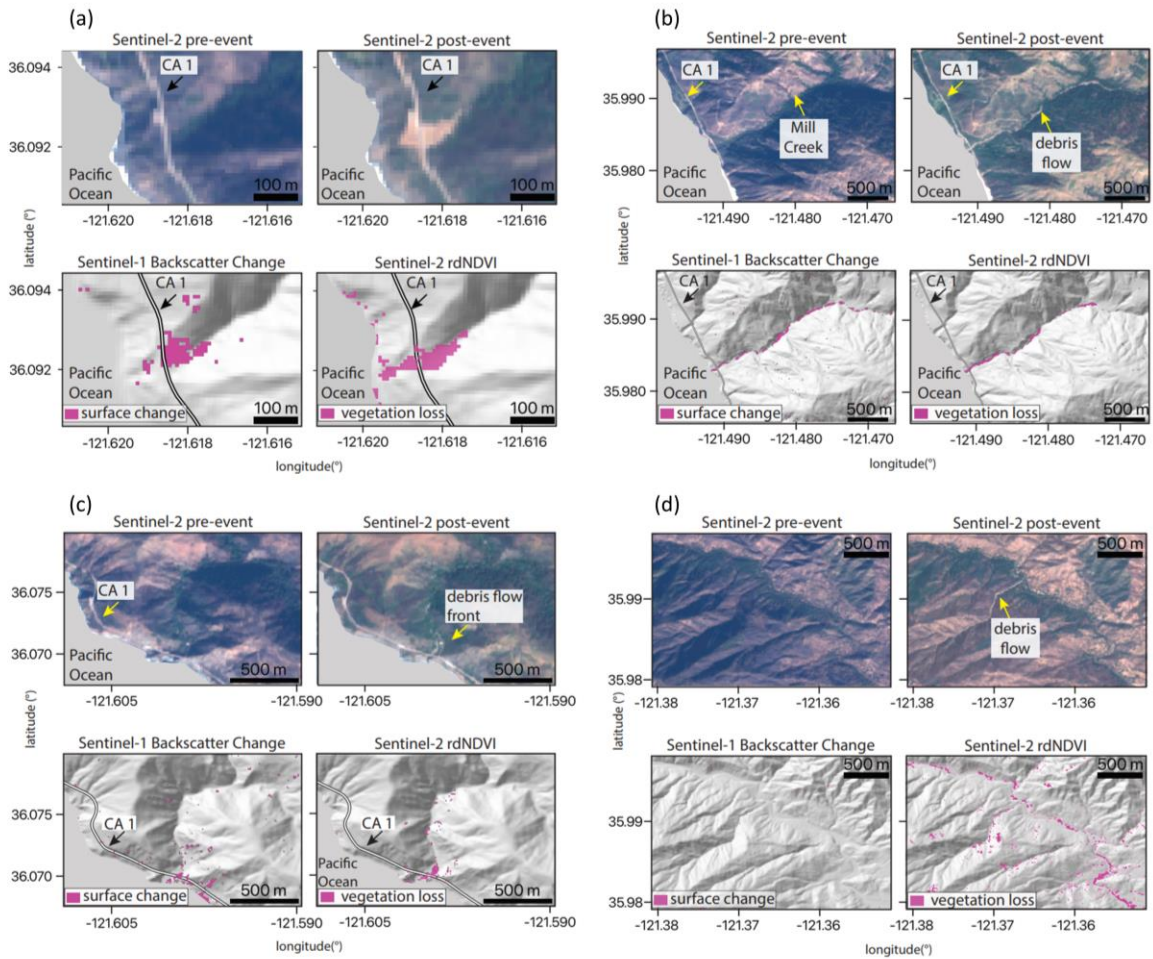 (a)
Sentinel-2 pre-event
Sentinel-2 post-event
36.094
36.092
CA 1
CA 1
Pacific
Ocean
100 m
Pacific
Ocean
100 m
-121.620
-121.618
-121.616
-121.620
-121.618
-121.616
latitude (°)
Sentinel-1 Backscatter Change
Sentinel-2 rdNDVI
36.094
36.092
CA 1
CA 1
Pacific
Ocean
surface change
100 m
Pacific
Ocean
vegetation loss
100 m
-121.620
-121.618
-121.616
-121.620
-121.618
-121.616
longitude(°)
(b)
Sentinel-2 pre-event
Sentinel-2 post-event
35.990
35.980
CA 1
Mill
Creek
Pacific
Ocean
500 m
CA 1
debris
flow
Pacific
Ocean
500 m
-121.490
-121.480
-121.470
-121.490
-121.480
-121.470
latitude (°)
Sentinel-1 Backscatter Change
Sentinel-2 rdNDVI
35.990
35.980
CA 1
Pacific
Ocean
surface change
500 m
CA 1
Pacific
Ocean
vegetation loss
500 m
-121.490
-121.480
-121.470
-121.490
-121.480
-121.470
longitude(°)
(c)
Sentinel-2 pre-event
Sentinel-2 post-event
36.075
36.070
CA 1
Pacific
Ocean
500 m
debris flow
front
500 m
-121.605
-121.590
-121.605
-121.590
latitude (°)
Sentinel-1 Backscatter Change
Sentinel-2 rdNDVI
36.075
36.070
CA 1
surface change
500 m
CA 1
Pacific
Ocean
vegetation loss
500 m
-121.605
-121.590
-121.605
-121.590
longitude(°)
(d)
Sentinel-2 pre-event
Sentinel-2 post-event
500 m
500 m
35.99
35.98
debris
flow
-121.38
-121.37
-121.36
-121.38
-121.37
-121.36
latitude (°)
Sentinel-1 Backscatter Change
Sentinel-2 rdNDVI
500 m
500 m
35.99
35.98
surface change
vegetation loss
-121.38
-121.37
-121.36
-121.38
-121.37
-121.36
longitude(°)